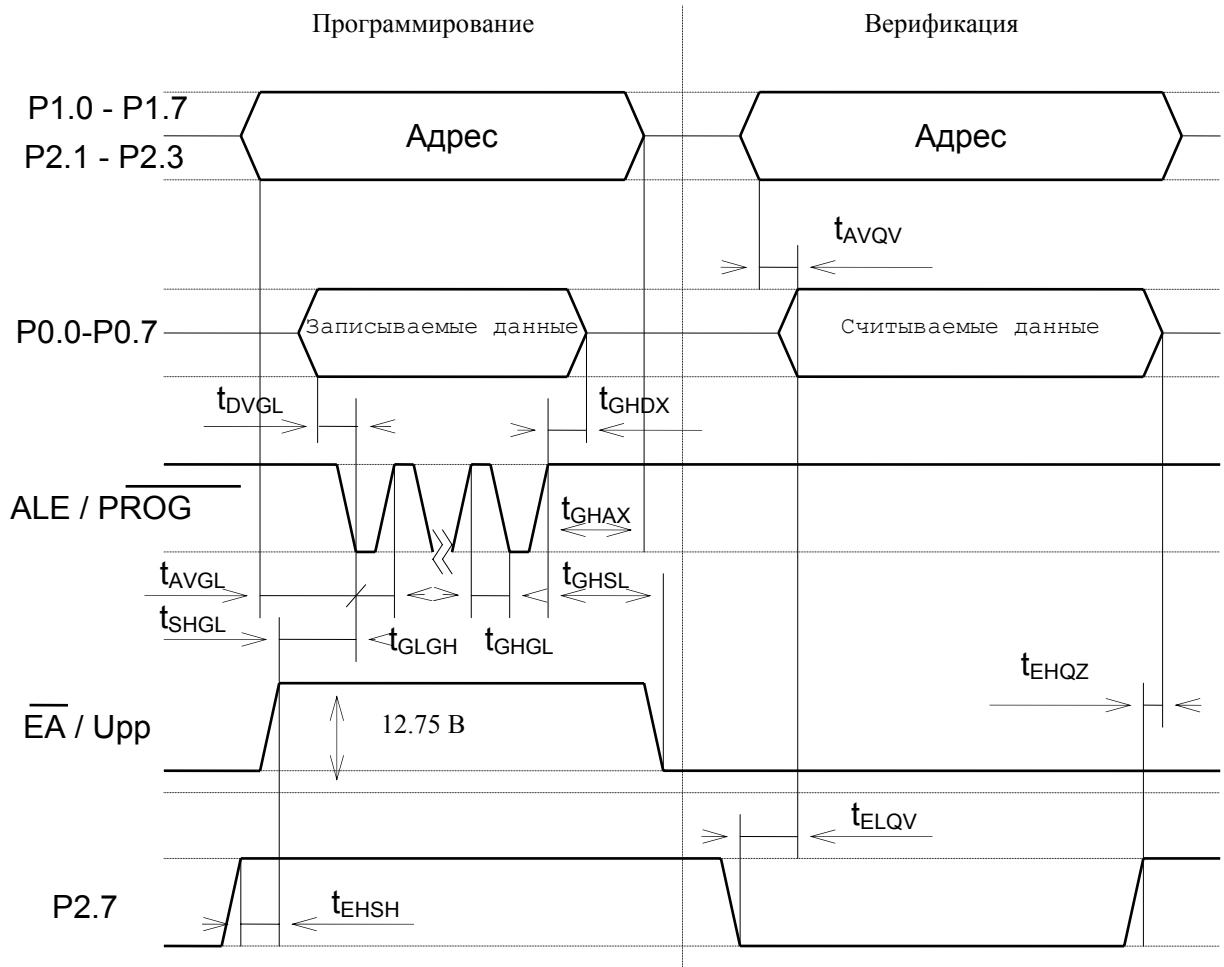 Программирование
Верификация
P1.0 - P1.7
P2.1 - P2.3
Адрес
Адрес
tAVQV
P0.0-P0.7
Записываемые данные
Считываемые данные
tDVGL
tGHDX
ALE / PROG
tGHAX
tAVGL
tGHSL
tSHGL
tGLGH
tGHGL
tEHQZ
EA / Upp
12.75 В
tELQV
P2.7
tEHSH